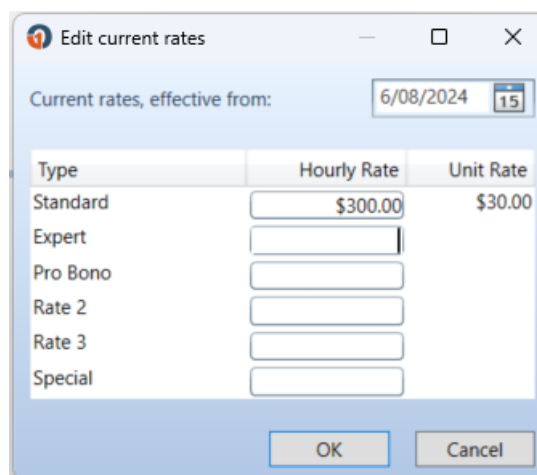 Edit current rates
Current rates, effective from: 6/08/2024 15
Type Hourly Rate Unit Rate
Standard $300.00 $30.00
Expert
Pro Bono
Rate 2
Rate 3
Special
OK Cancel